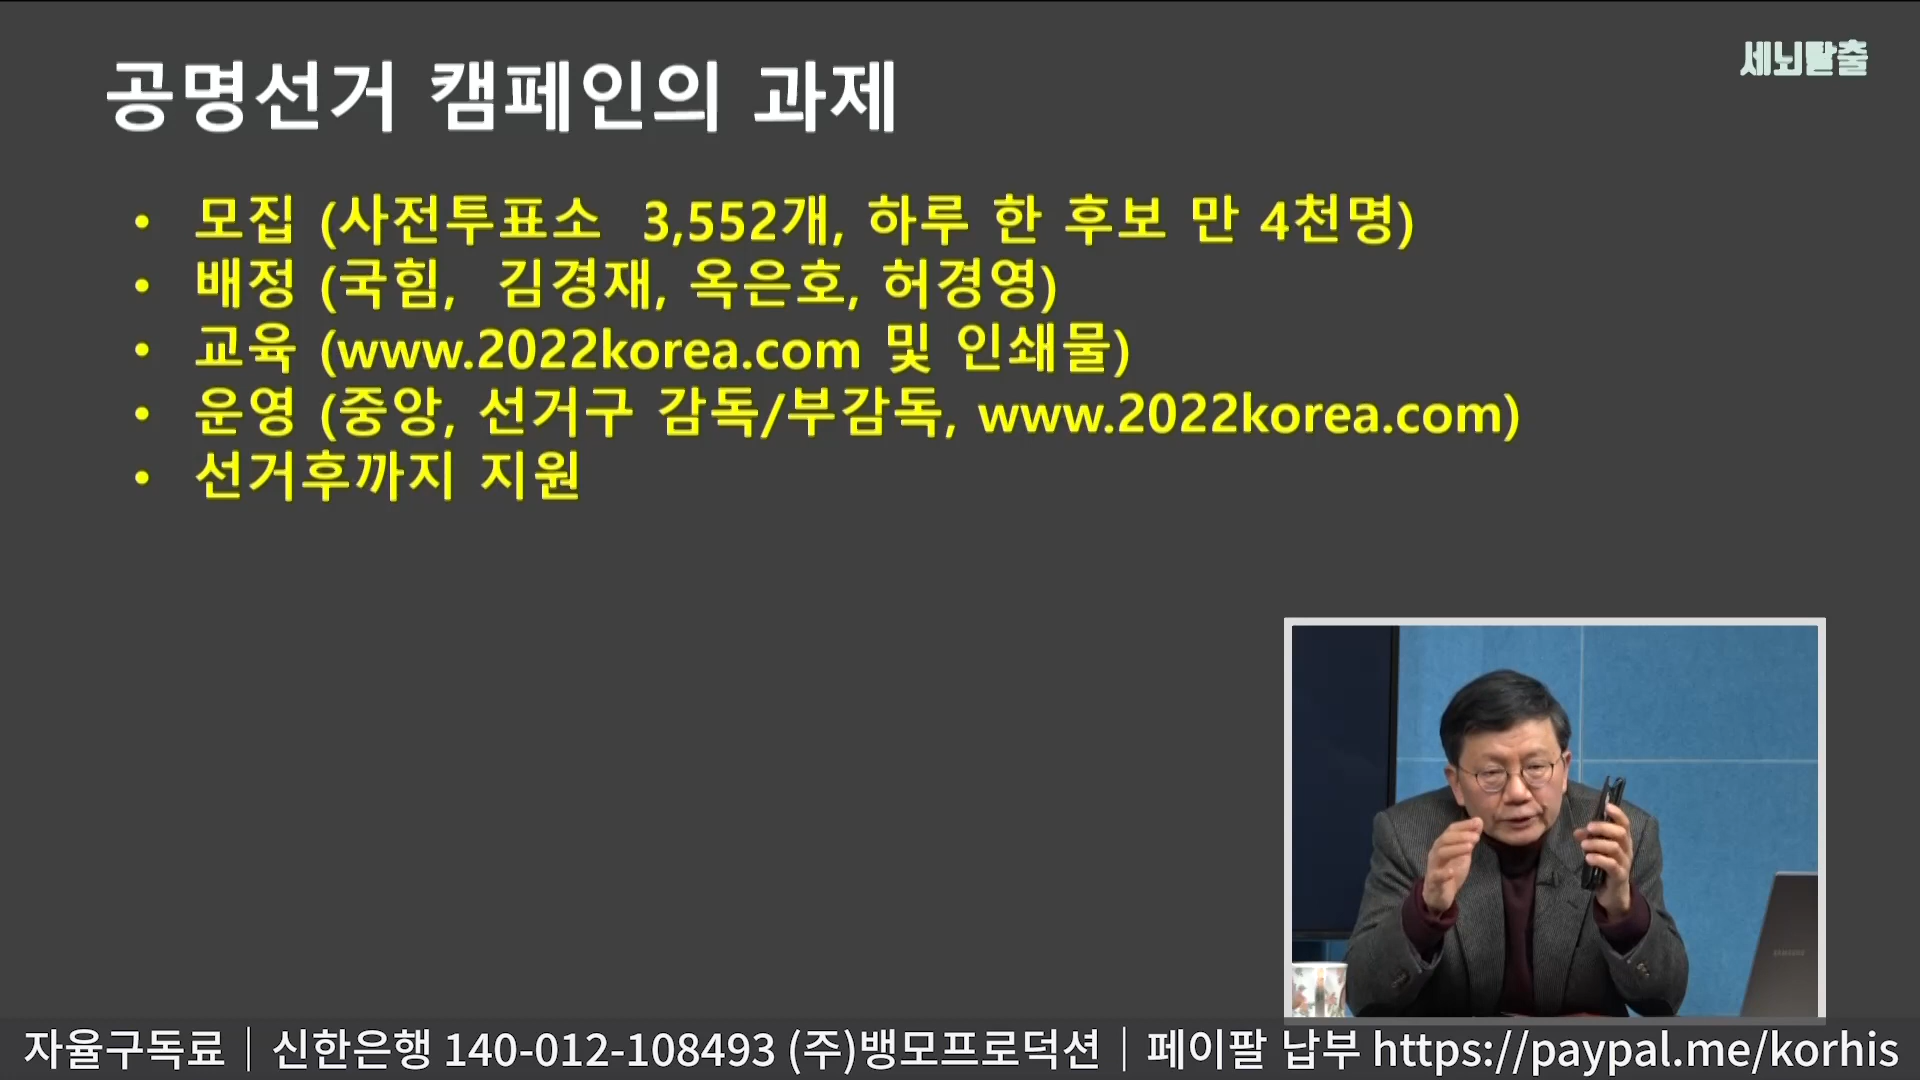 공명선거 캠페인의 과제
세뇌탈출
• 모집 (사전투표소 3,552개, 하루 한 후보 만 4천명)
• 배정 (국힘, 김경재, 옥은호, 허경영)
• 교육 (www.2022korea.com 및 인쇄물)
• 운영 (중앙, 선거구 감독/부감독, www.2022korea.com)
• 선거후까지 지원
SAMSUNG
자율구독료｜신한은행 140-012-108493 (주)뱅모프로덕션｜페이팔 납부 https://paypal.me/korhis